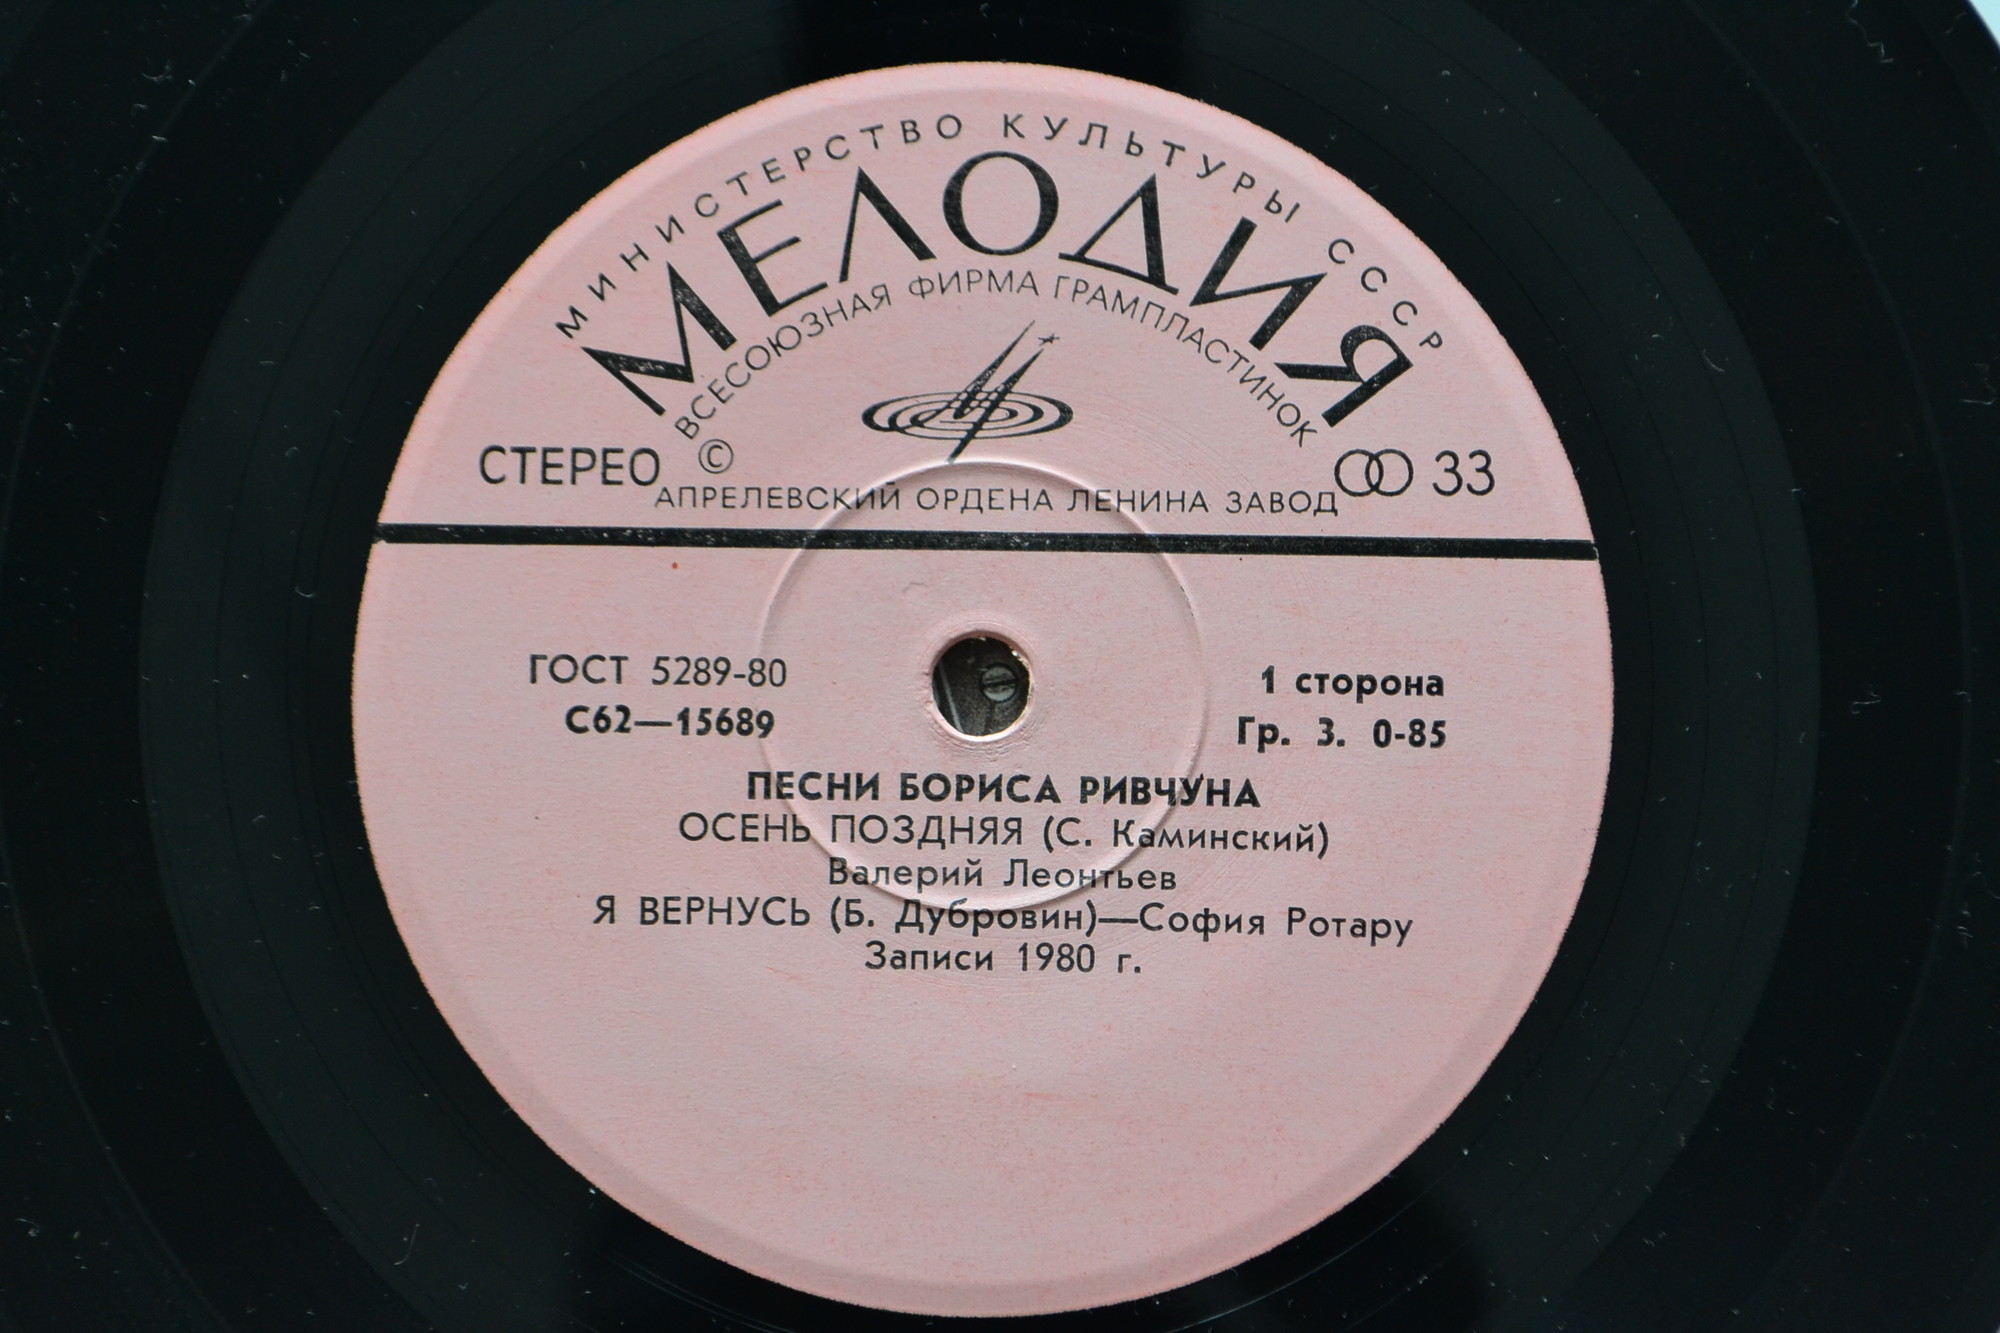 МИНИСТЕРСТВО КУЛЬТУРЫ СССР
МЕЛОДИЯ
ВСЕСОЮЗНАЯ ФИРМА ГРАМПЛАСТИНОК
СТЕРЕО © 33
АПРЕЛЕВСКИЙ ОРДЕНА ЛЕНИНА ЗАВОД
ГОСТ 5289-80
С62—15689
1 сторона
Гр. 3. 0-85
ПЕСНИ БОРИСА РИВЧУНА
ОСЕНЬ ПОЗДНЯЯ (С. Каминский)
Валерий Леонтьев
Я ВЕРНУСЬ (Б. Дубровин)—София Ротару
Записи 1980 г.